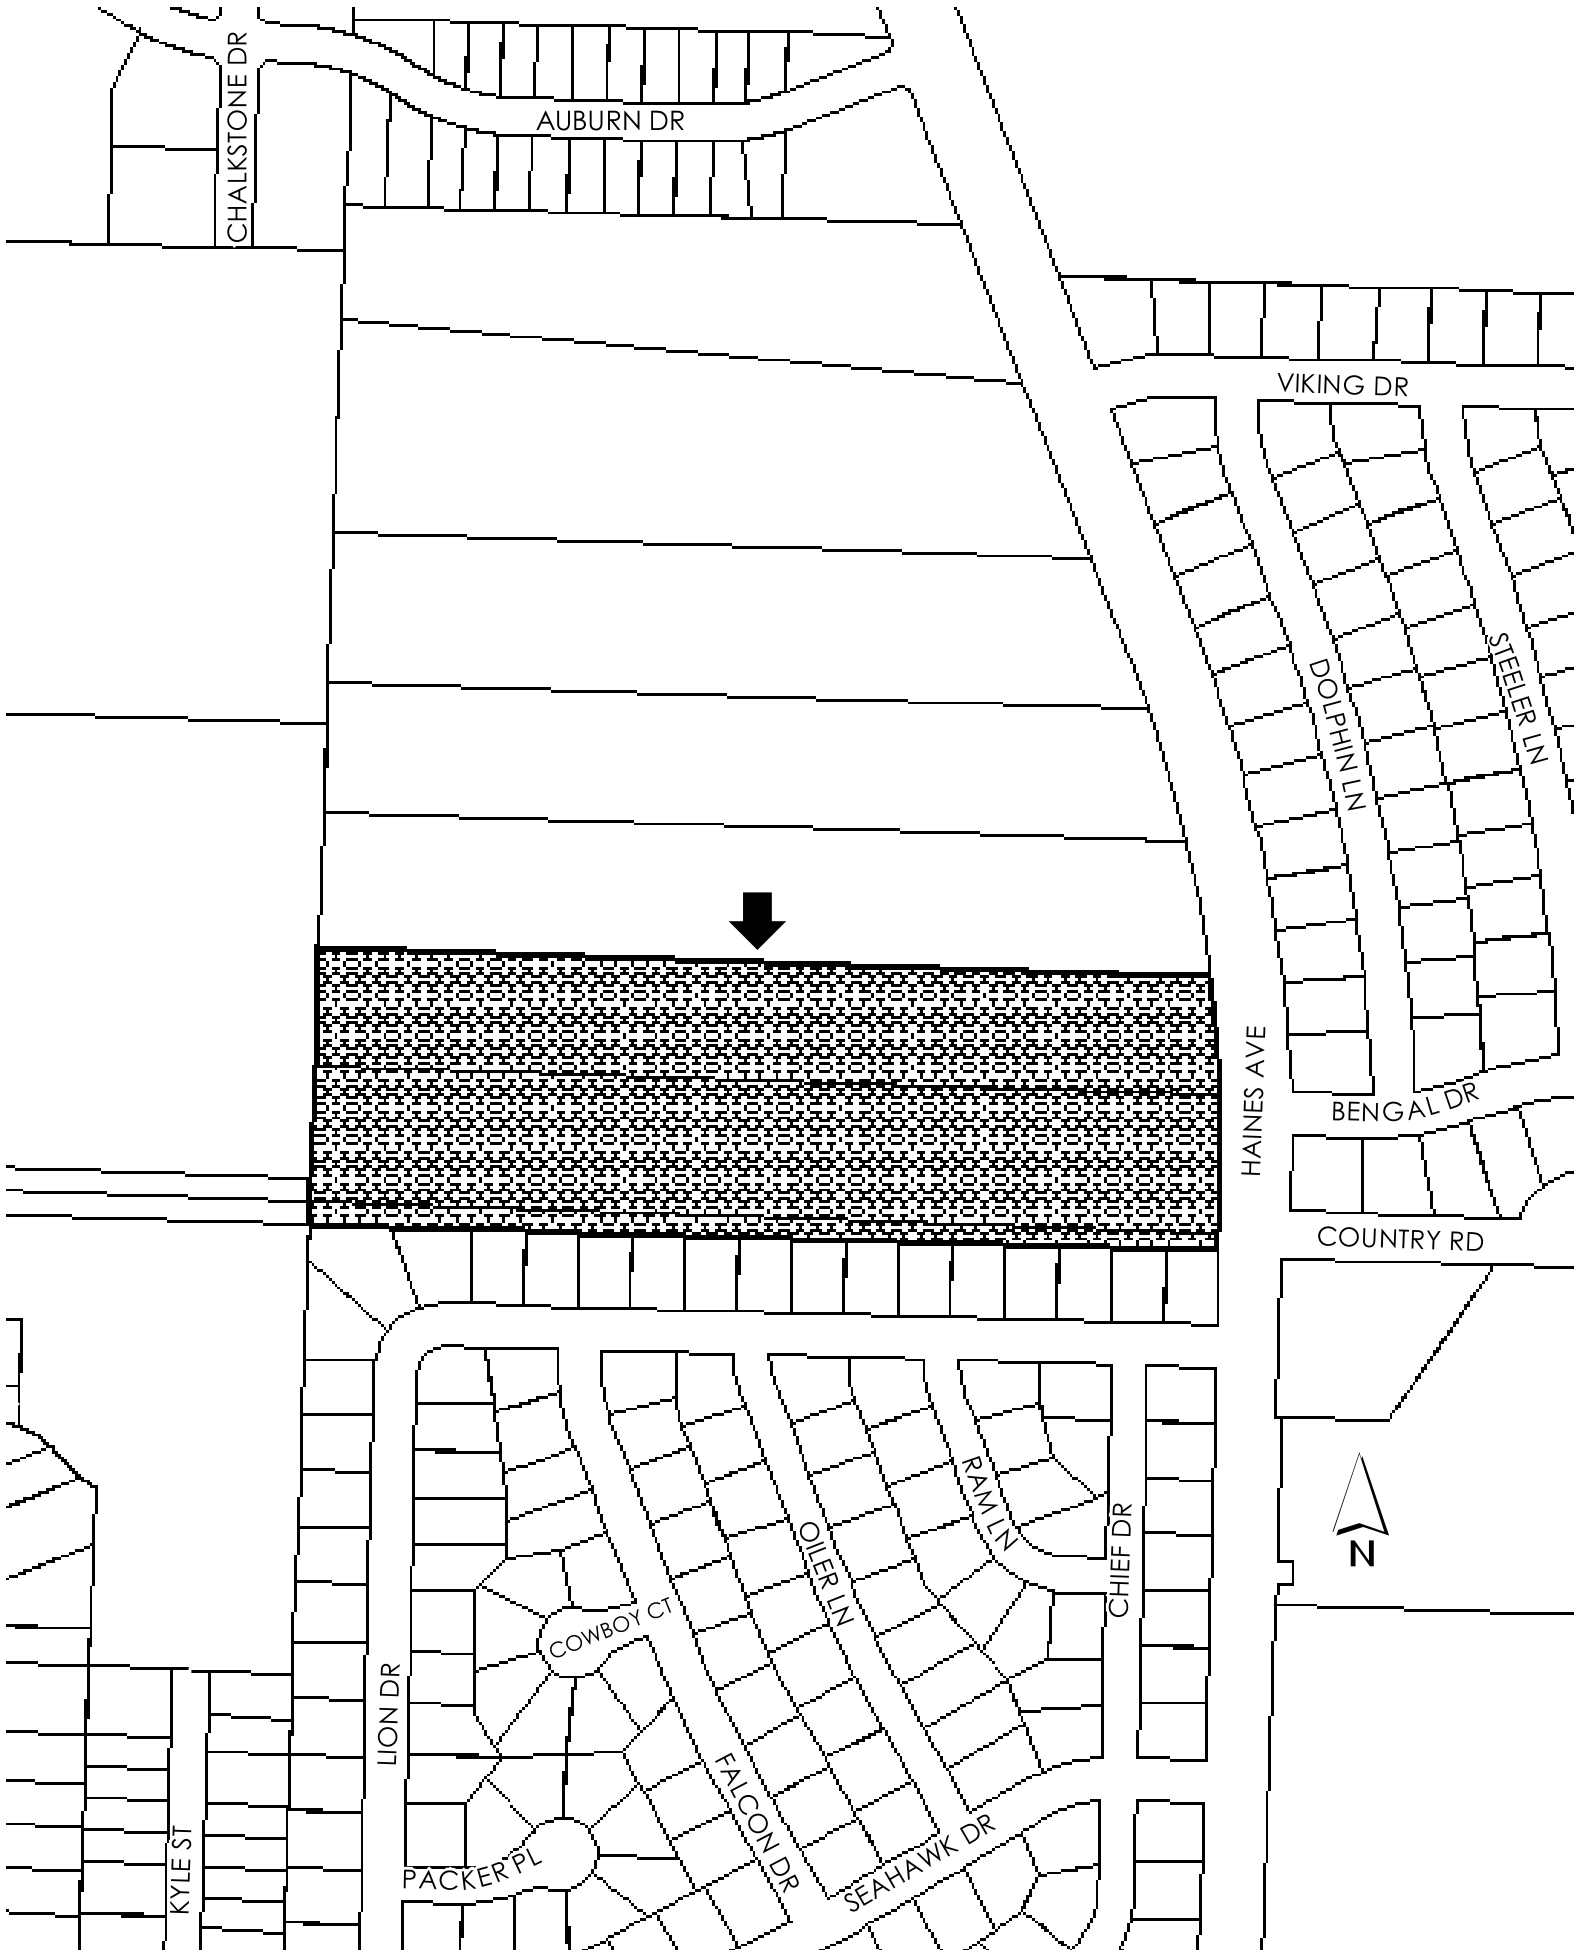 CHALKSTONE DR
AUBURN DR
VIKING DR
DOLPHIN LN
STEELER LN
HAINES AVE
BENGAL DR
COUNTRY RD
RAM LN
OILER LN
CHIEF DR
N
COWBOY CT
LION DR
FALCON DR
KYLE ST
PACKER PL
SEAHAWK DR